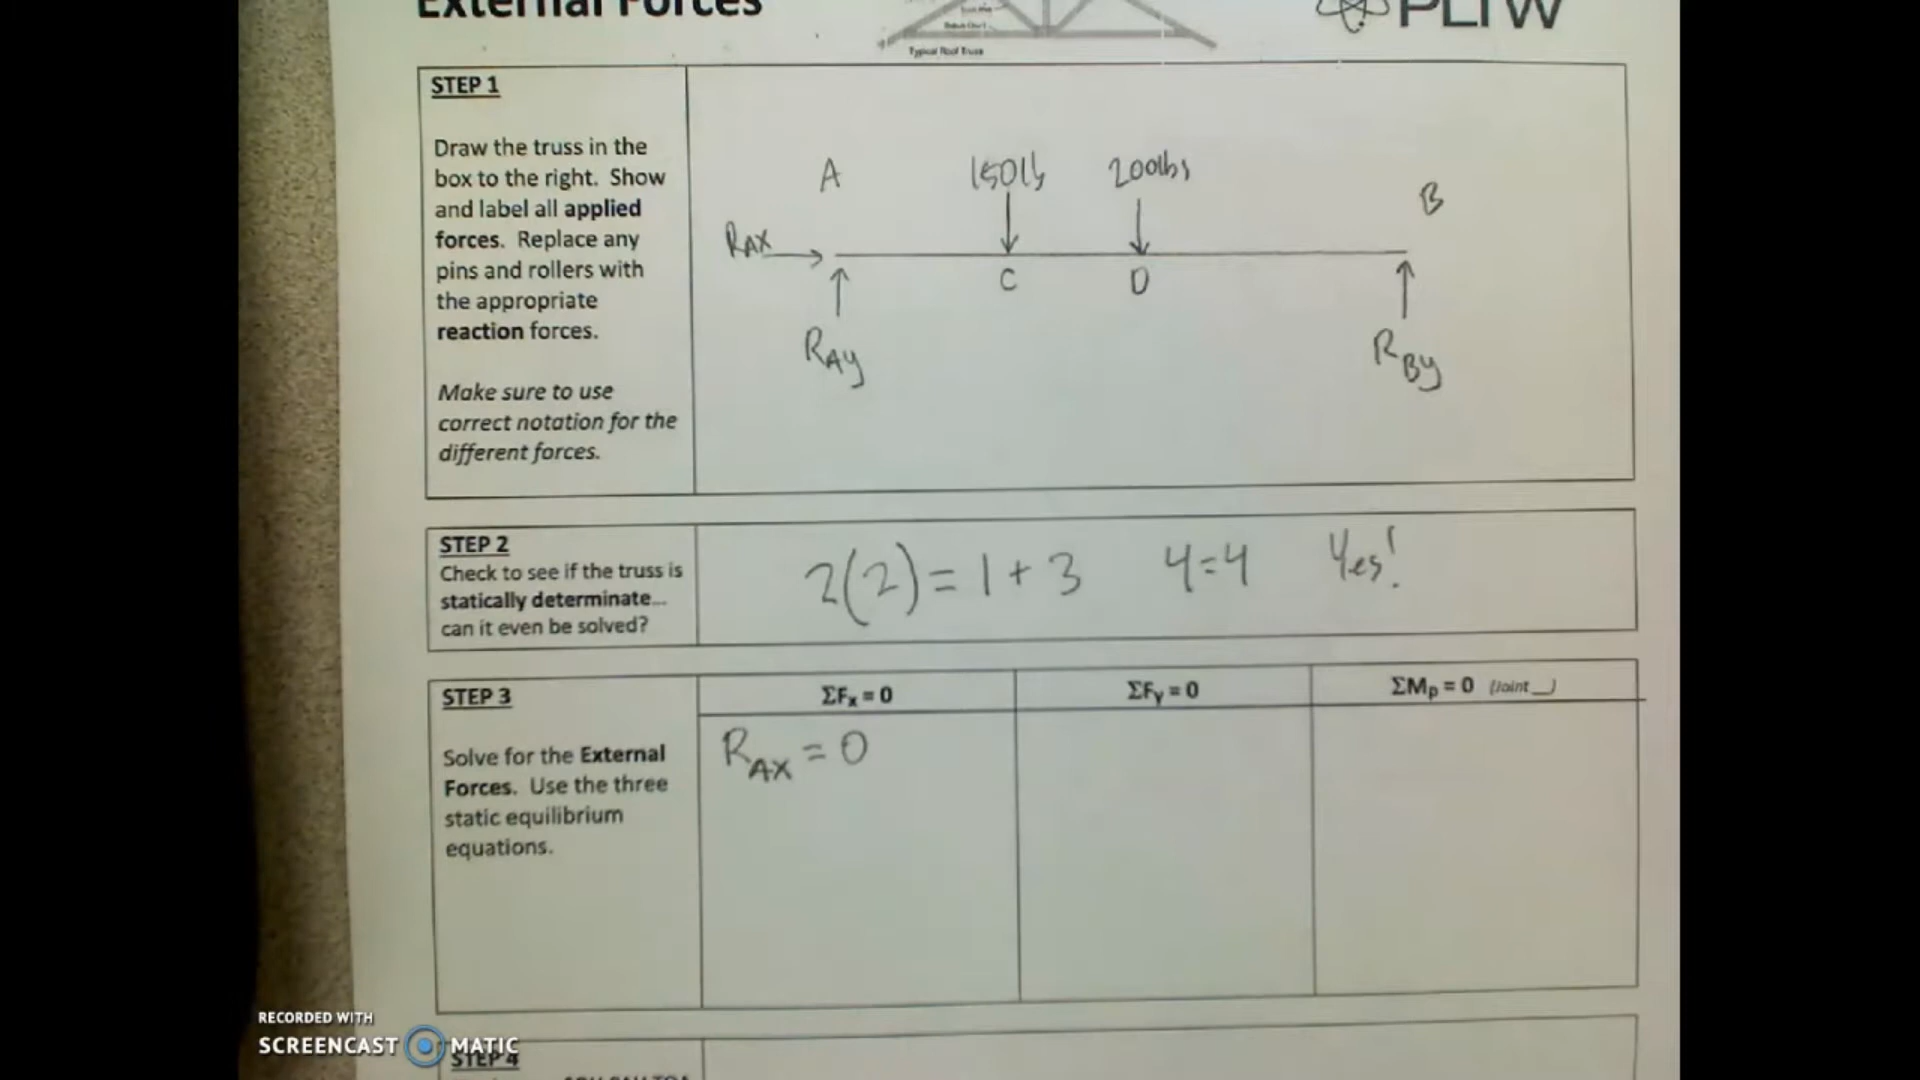 External Forces
PLTW
Typical Roof Truss
STEP 1
Draw the truss in the
box to the right. Show
and label all applied
forces. Replace any
pins and rollers with
the appropriate
reaction forces.
Make sure to use
correct notation for the
different forces.
A 150lb 200lbs B
RAX
C D
RAy RBy
STEP 2
Check to see if the truss is
statically determinate...
can it even be solved?
2(2)=1+3 4=4 Yes!
STEP 3
Solve for the External
Forces. Use the three
static equilibrium
equations.
ΣFx = 0 ΣFy = 0 ΣMp = 0 (Joint __)
RAX = 0
STEP 4
RECORDED WITH
SCREENCAST MATIC